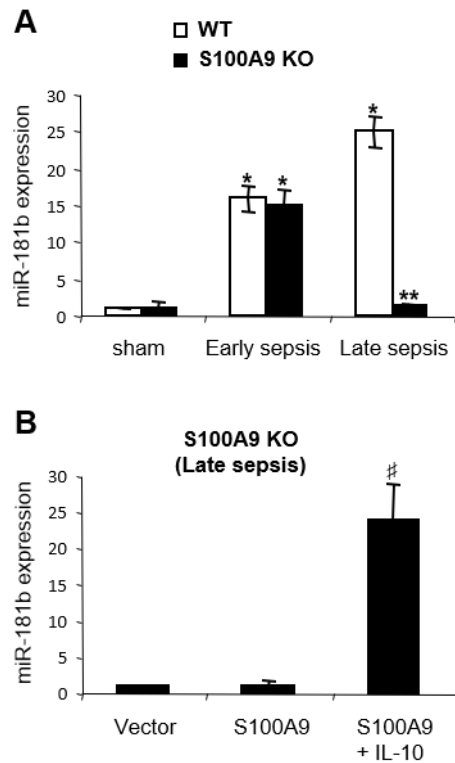 A
WT
S100A9 KO
miR-181b expression
30
25
20
15
10
5
0
*
*
*
**
sham
Early sepsis
Late sepsis
B
S100A9 KO
(Late sepsis)
miR-181b expression
30
25
20
15
10
5
0
♯
Vector
S100A9
S100A9
+ IL-10